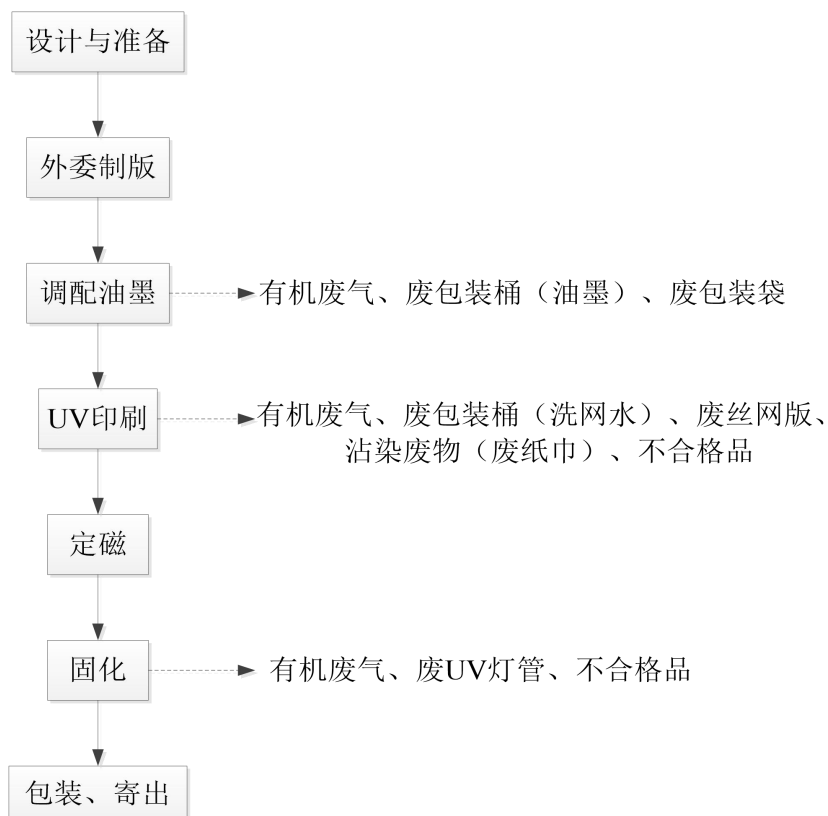 设计与准备
外委制版
调配油墨
有机废气、废包装桶（油墨）、废包装袋
UV印刷
有机废气、废包装桶（洗网水）、废丝网版、
沾染废物（废纸巾）、不合格品
定磁
固化
有机废气、废UV灯管、不合格品
包装、寄出